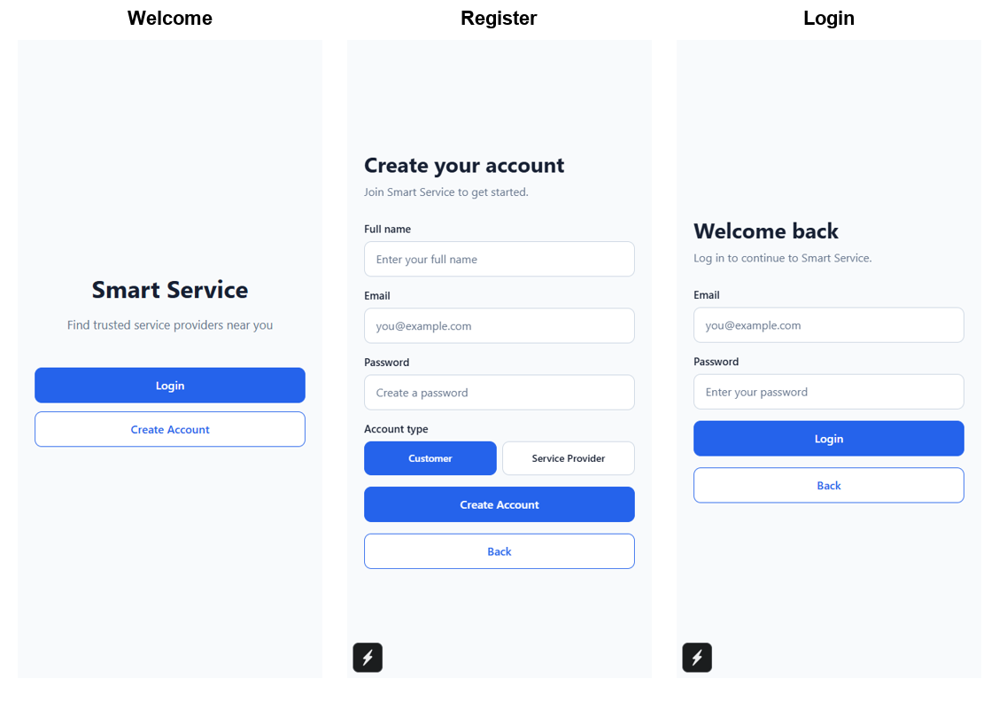 Welcome
Smart Service
Find trusted service providers near you
Login
Create Account
Register
Create your account
Join Smart Service to get started.
Full name
Enter your full name
Email
you@example.com
Password
Create a password
Account type
Customer
Service Provider
Create Account
Back
Login
Welcome back
Log in to continue to Smart Service.
Email
you@example.com
Password
Enter your password
Login
Back